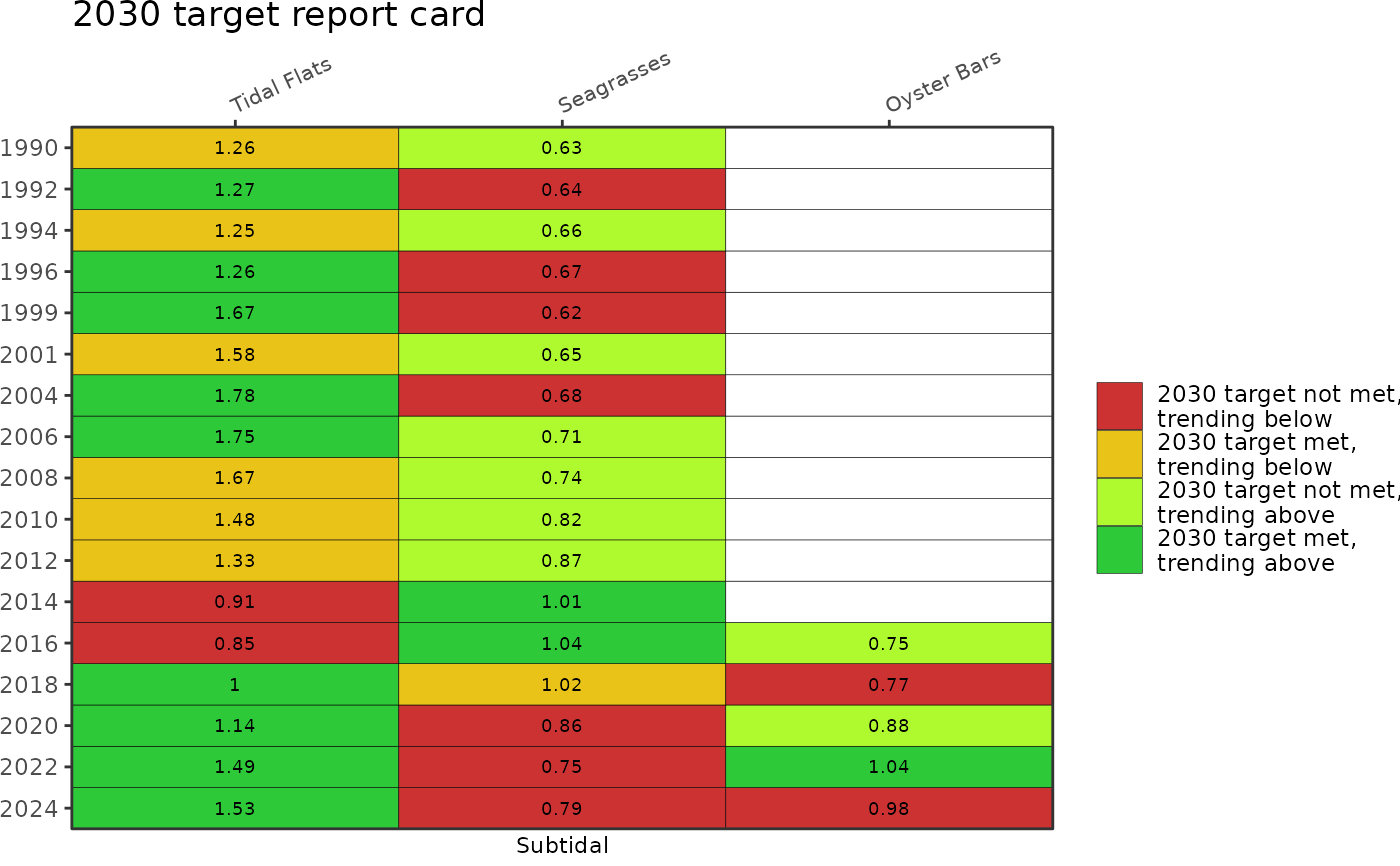 2030 target report card
Tidal Flats Seagrasses Oyster Bars
1990 1.26 0.63
1992 1.27 0.64
1994 1.25 0.66
1996 1.26 0.67
1999 1.67 0.62
2001 1.58 0.65
2004 1.78 0.68
2006 1.75 0.71
2008 1.67 0.74
2010 1.48 0.82
2012 1.33 0.87
2014 0.91 1.01
2016 0.85 1.04 0.75
2018 1 1.02 0.77
2020 1.14 0.86 0.88
2022 1.49 0.75 1.04
2024 1.53 0.79 0.98
Subtidal
2030 target not met,
trending below
2030 target met,
trending below
2030 target not met,
trending above
2030 target met,
trending above